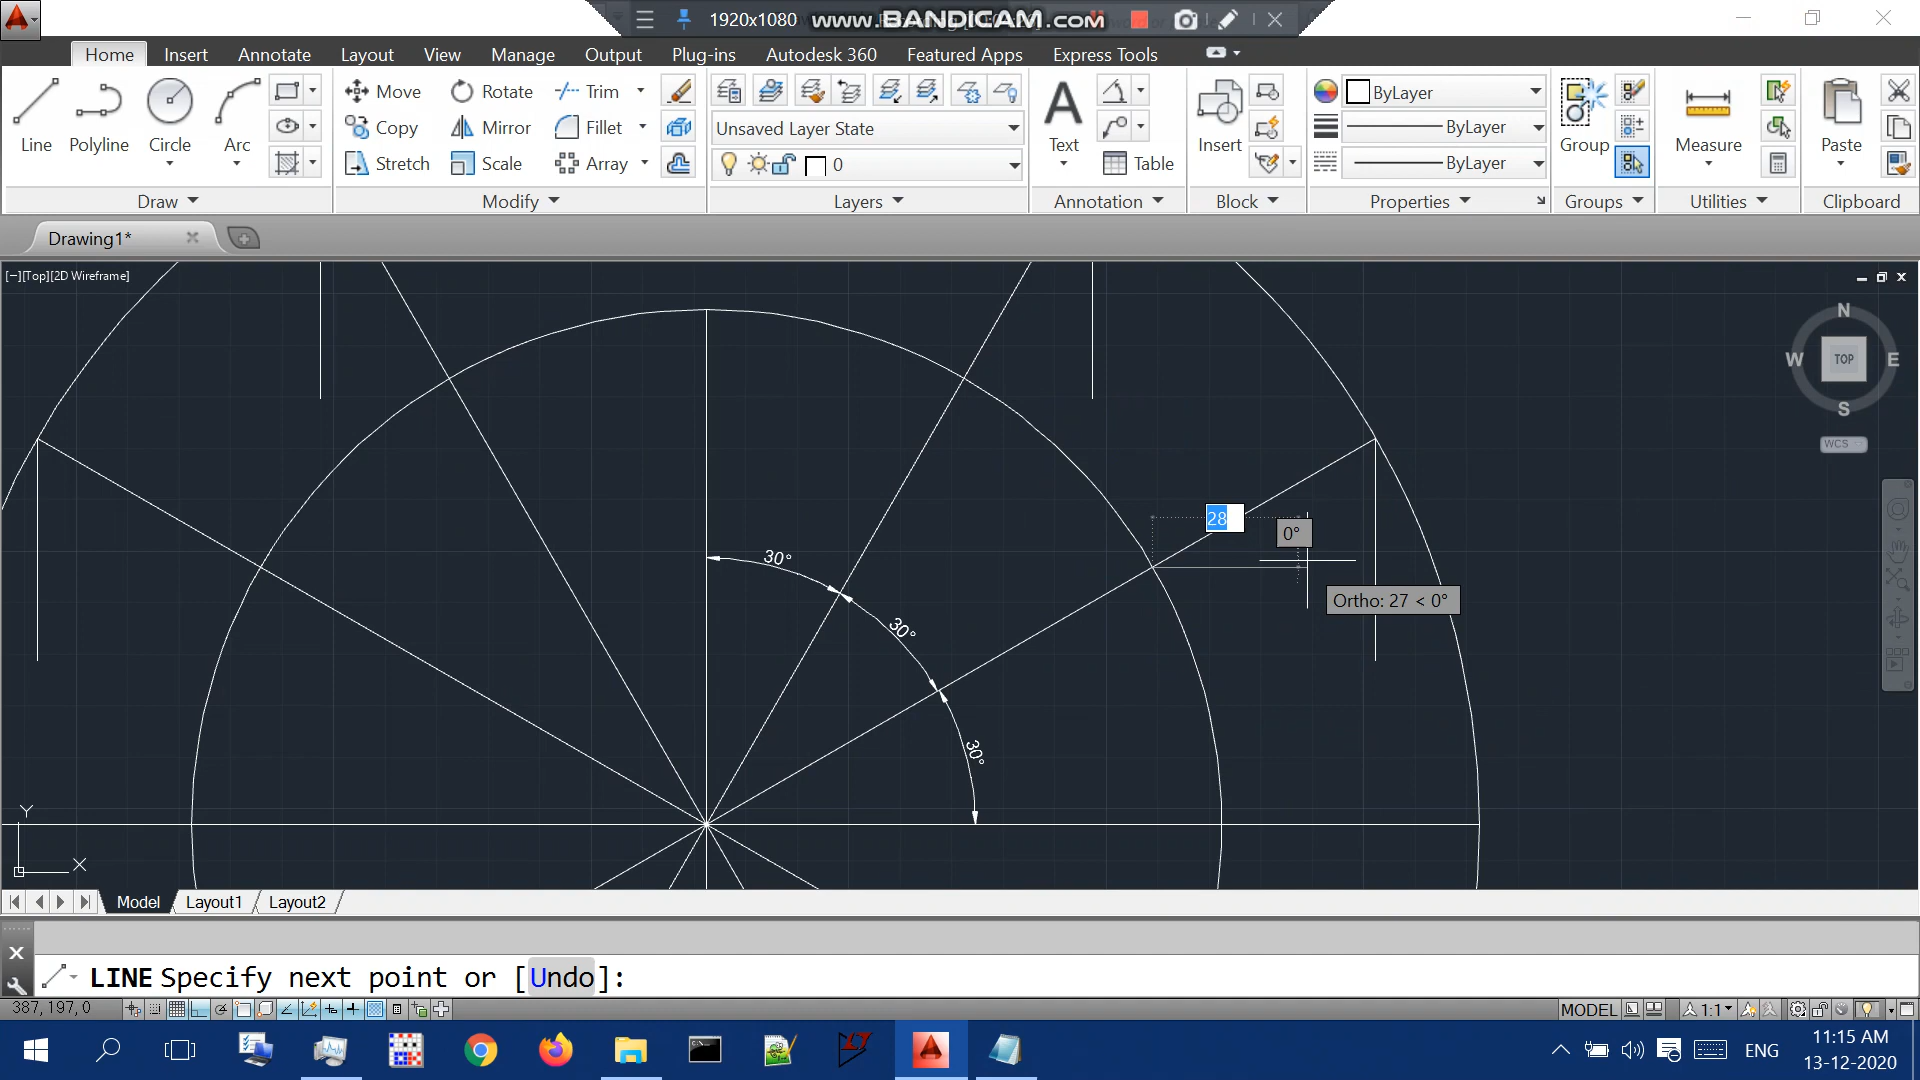 1920x1080
www.BANDICAM.com
Home Insert Annotate Layout View Manage Output Plug-ins Autodesk 360 Featured Apps Express Tools
Line Polyline Circle Arc
Move Rotate Trim
Copy Mirror Fillet
Stretch Scale Array
Unsaved Layer State
0
Text
Table
Insert
ByLayer
ByLayer
ByLayer
Group
Measure
Paste
Draw Modify Layers Annotation Block Properties Groups Utilities Clipboard
Drawing1*
[−][Top][2D Wireframe]
N
W TOP E
S
WCS
28
0°
Ortho: 27 < 0°
30°
30°
30°
Y
X
Model Layout1 Layout2
LINE Specify next point or [Undo]:
387, 197, 0
MODEL
1:1
ENG
11:15 AM
13-12-2020